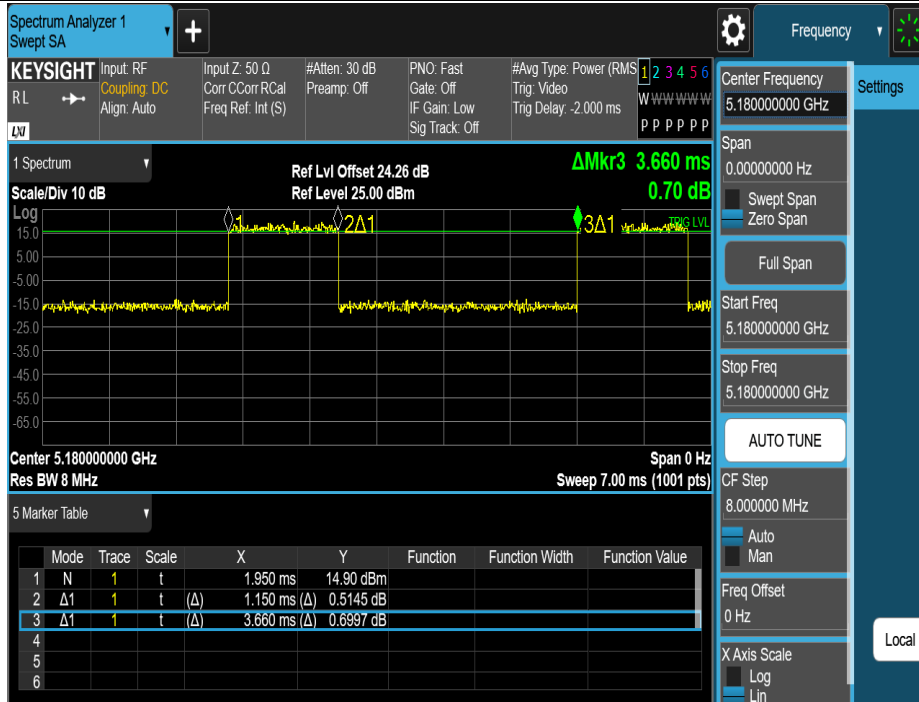 Spectrum Analyzer 1
Swept SA
+
Frequency
KEYSIGHT
R L
LXI
Input: RF
Coupling: DC
Align: Auto
Input Z: 50 Ω
Corr CCorr RCal
Freq Ref: Int (S)
#Atten: 30 dB
Preamp: Off
PNO: Fast
Gate: Off
IF Gain: Low
Sig Track: Off
#Avg Type: Power (RMS
Trig: Video
Trig Delay: -2.000 ms
1 2 3 4 5 6
W W W W W W
P P P P P P
Center Frequency
5.180000000 GHz
Settings
1 Spectrum
Scale/Div 10 dB
Ref Lvl Offset 24.26 dB
Ref Level 25.00 dBm
ΔMkr3 3.660 ms
0.70 dB
Span
0.00000000 Hz
Swept Span
Zero Span
Full Span
Log
15.0
5.00
-5.00
-15.0
-25.0
-35.0
-45.0
-55.0
-65.0
1
2Δ1
3Δ1
TRIG LVL
Start Freq
5.180000000 GHz
Stop Freq
5.180000000 GHz
AUTO TUNE
Center 5.180000000 GHz
Res BW 8 MHz
Span 0 Hz
Sweep 7.00 ms (1001 pts)
CF Step
8.000000 MHz
Auto
Man
5 Marker Table
Mode Trace Scale X Y Function Function Width Function Value
1 N 1 t 1.950 ms 14.90 dBm
2 Δ1 1 t (Δ) 1.150 ms (Δ) 0.5145 dB
3 Δ1 1 t (Δ) 3.660 ms (Δ) 0.6997 dB
4
5
6
Freq Offset
0 Hz
Local
X Axis Scale
Log
Lin